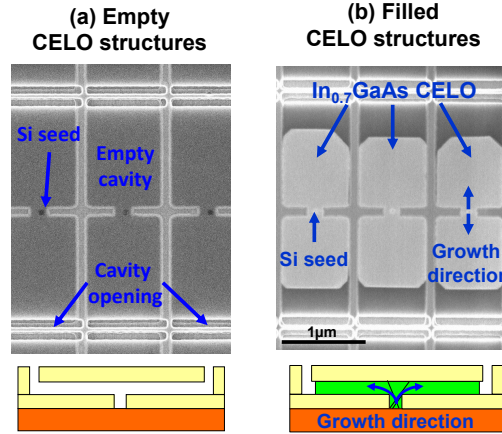 (a) Empty
CELO structures
Si seed
Empty
cavity
Cavity
opening
(b) Filled
CELO structures
In0.7GaAs CELO
Si seed
Growth
direction
1μm
Growth direction